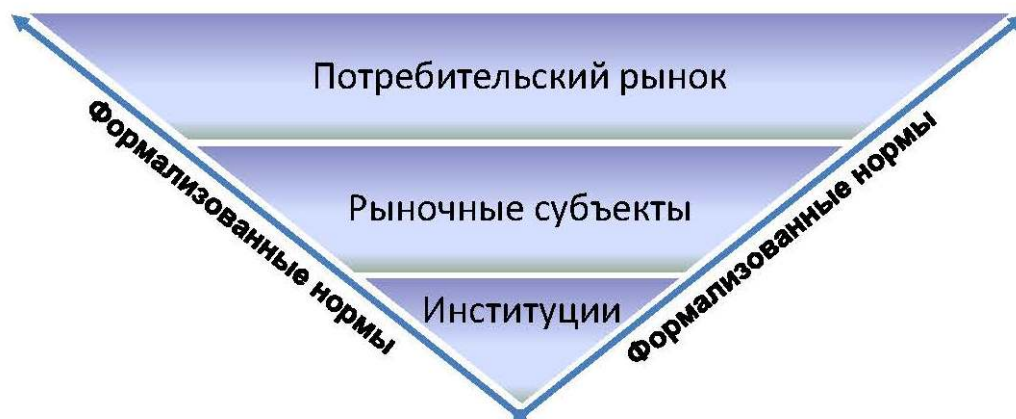 Потребительский рынок
Рыночные субъекты
Институции
Формализованные нормы
Формализованные нормы